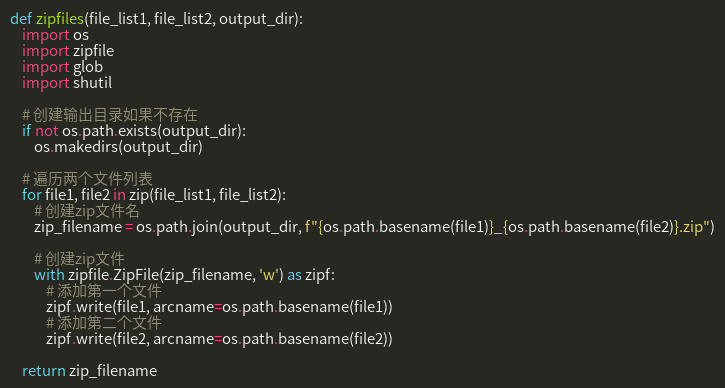 def zipfiles(file_list1, file_list2, output_dir):
    import os
    import zipfile
    import glob
    import shutil

    # 创建输出目录如果不存在
    if not os.path.exists(output_dir):
        os.makedirs(output_dir)

    # 遍历两个文件列表
    for file1, file2 in zip(file_list1, file_list2):
        # 创建zip文件名
        zip_filename = os.path.join(output_dir, f"{os.path.basename(file1)}_{os.path.basename(file2)}.zip")

        # 创建zip文件
        with zipfile.ZipFile(zip_filename, 'w') as zipf:
            # 添加第一个文件
            zipf.write(file1, arcname=os.path.basename(file1))
            # 添加第二个文件
            zipf.write(file2, arcname=os.path.basename(file2))

    return zip_filename